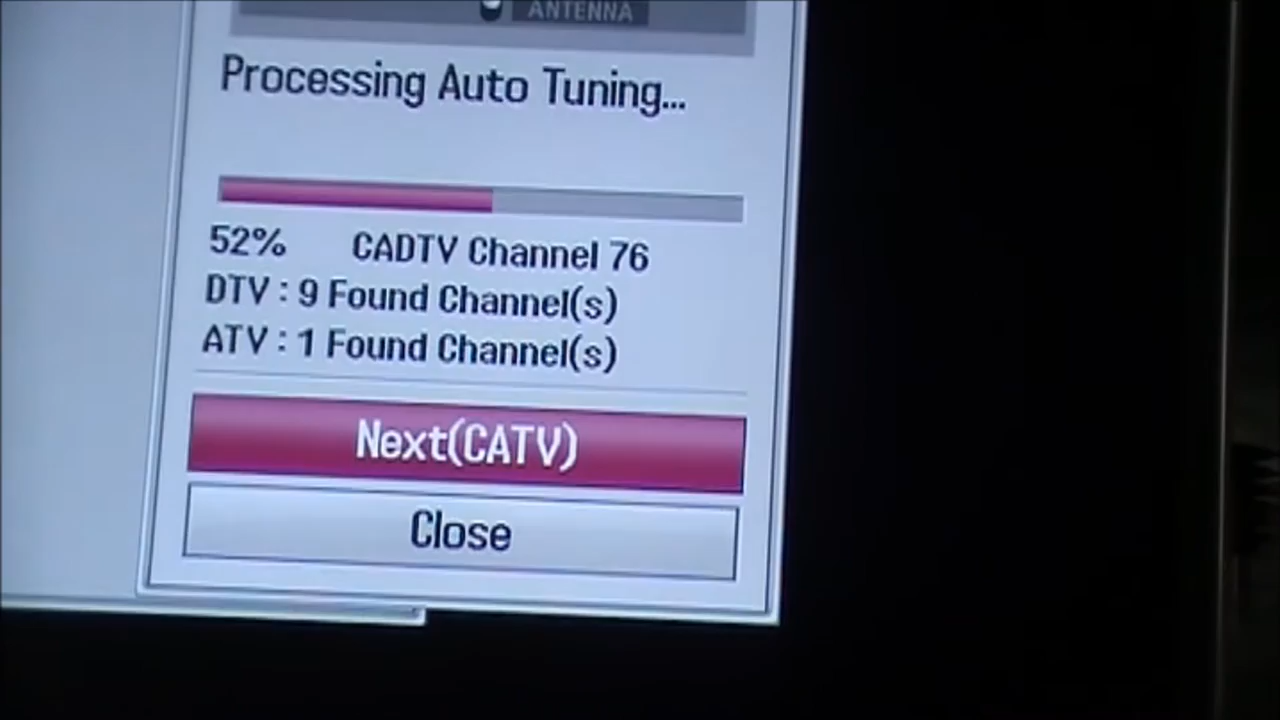 ANTENNA
Processing Auto Tuning...
52% CADTV Channel 76
DTV : 9 Found Channel(s)
ATV : 1 Found Channel(s)
Next(CATV)
Close